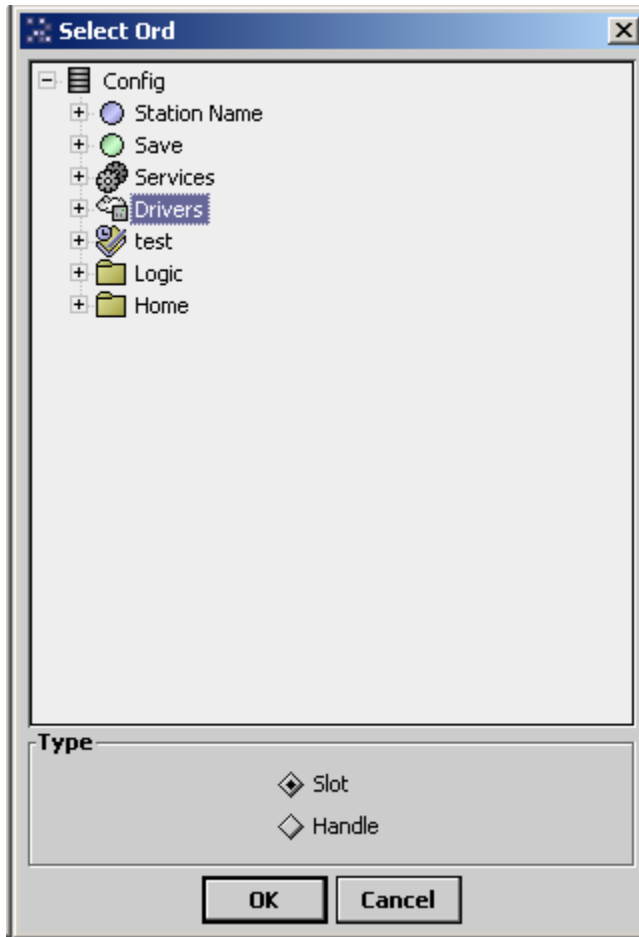 Select Ord
Config
Station Name
Save
Services
Drivers
test
Logic
Home
Type
Slot
Handle
OK
Cancel